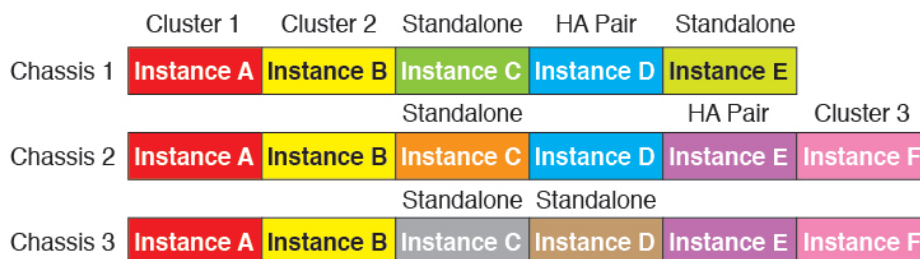 Cluster 1 Cluster 2 Standalone HA Pair Standalone
Chassis 1 Instance A Instance B Instance C Instance D Instance E
Standalone HA Pair Cluster 3
Chassis 2 Instance A Instance B Instance C Instance D Instance E Instance F
Standalone Standalone
Chassis 3 Instance A Instance B Instance C Instance D Instance E Instance F